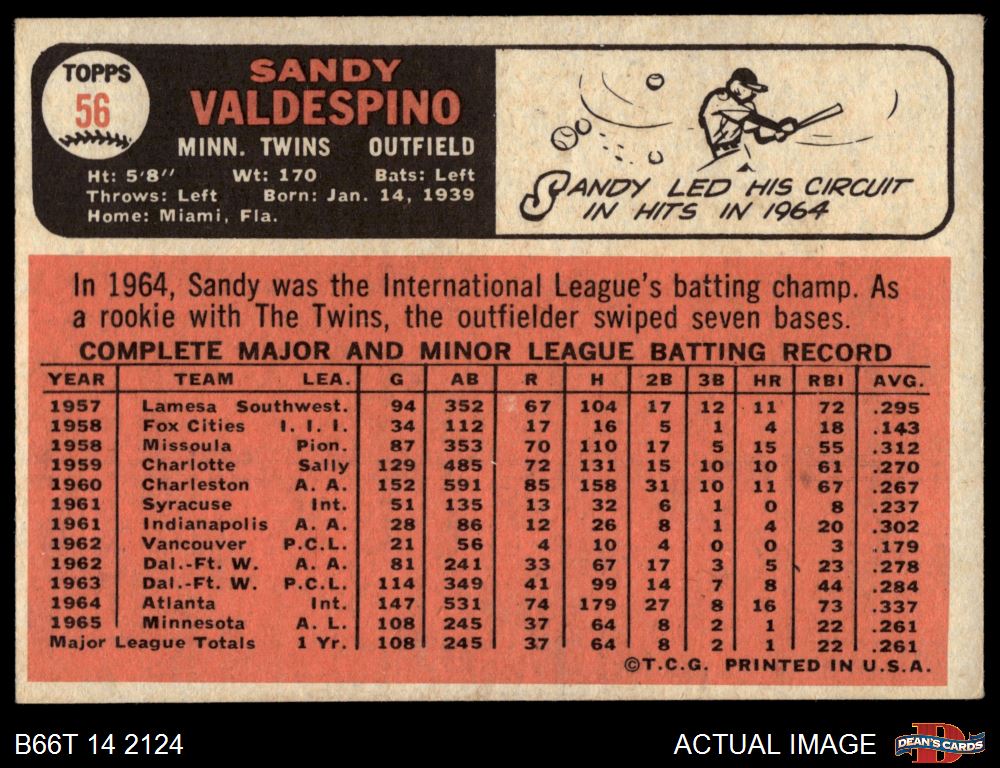 TOPPS
56
SANDY
VALDESPINO
MINN. TWINS OUTFIELD
Ht: 5'8" Wt: 170 Bats: Left
Throws: Left Born: Jan. 14, 1939
Home: Miami, Fla.
SANDY LED HIS CIRCUIT
IN HITS IN 1964
In 1964, Sandy was the International League's batting champ. As
a rookie with The Twins, the outfielder swiped seven bases.
COMPLETE MAJOR AND MINOR LEAGUE BATTING RECORD
YEAR TEAM LEA. G AB R H 2B 3B HR RBI AVG.
1957 Lamesa Southwest. 94 352 67 104 17 12 11 72 .295
1958 Fox Cities I. I. I. 34 112 17 16 5 1 4 18 .143
1958 Missoula Pion. 87 353 70 110 17 5 15 55 .312
1959 Charlotte Sally 129 485 72 131 15 10 10 61 .270
1960 Charleston A. A. 152 591 85 158 31 10 11 67 .267
1961 Syracuse Int. 51 135 13 32 6 1 0 8 .237
1961 Indianapolis A. A. 28 86 12 26 8 1 4 20 .302
1962 Vancouver P.C.L. 21 56 4 10 4 0 0 3 .179
1962 Dal.-Ft. W. A. A. 81 241 33 67 17 3 5 23 .278
1963 Dal.-Ft. W. P.C.L. 114 349 41 99 14 7 8 44 .284
1964 Atlanta Int. 147 531 74 179 27 8 16 73 .337
1965 Minnesota A. L. 108 245 37 64 8 2 1 22 .261
Major League Totals 1 Yr. 108 245 37 64 8 2 1 22 .261
©T.C.G. PRINTED IN U.S.A.
B66T 14 2124
ACTUAL IMAGE
D
DEAN'S CARDS